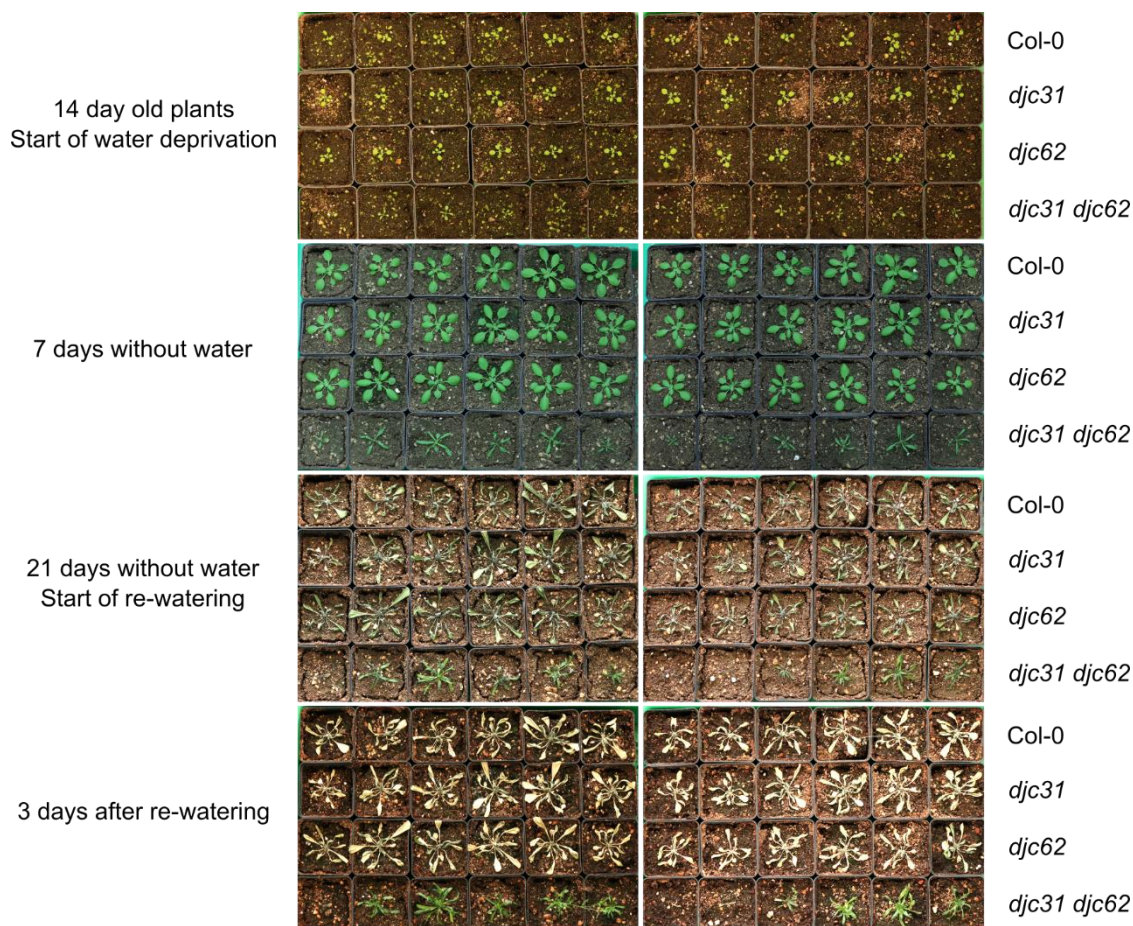 14 day old plants
Start of water deprivation
Col-0
djc31
djc62
djc31 djc62
7 days without water
Col-0
djc31
djc62
djc31 djc62
21 days without water
Start of re-watering
Col-0
djc31
djc62
djc31 djc62
3 days after re-watering
Col-0
djc31
djc62
djc31 djc62